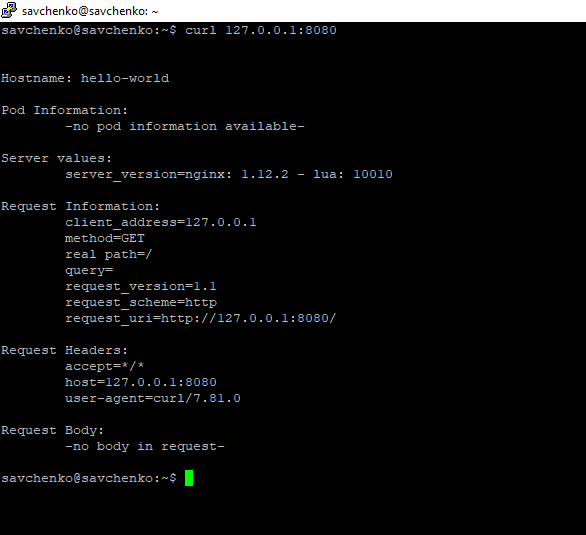 savchenko@savchenko: ~
savchenko@savchenko:~$ curl 127.0.0.1:8080
Hostname: hello-world
Pod Information:
-no pod information available-
Server values:
server_version=nginx: 1.12.2 - lua: 10010
Request Information:
client_address=127.0.0.1
method=GET
real path=/
query=
request_version=1.1
request_scheme=http
request_uri=http://127.0.0.1:8080/
Request Headers:
accept=*/*
host=127.0.0.1:8080
user-agent=curl/7.81.0
Request Body:
-no body in request-
savchenko@savchenko:~$